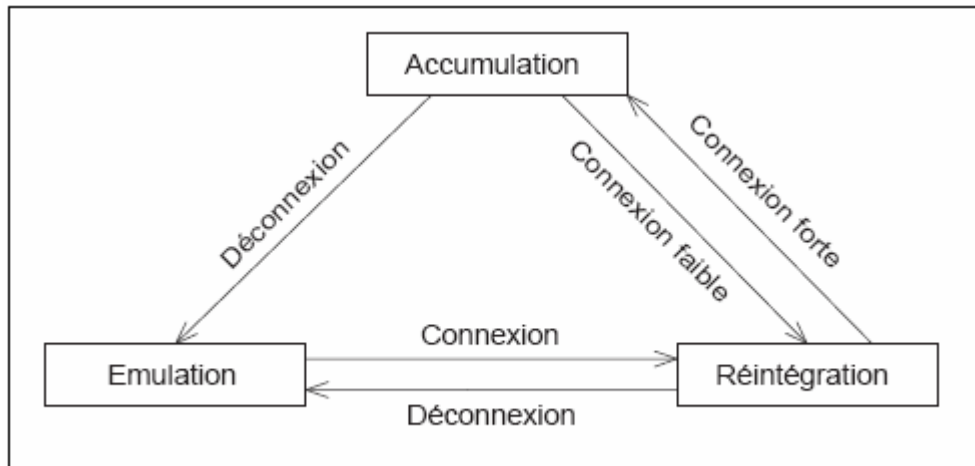 Accumulation
Déconnexion
Connexion faible
Connexion forte
Emulation
Connexion
Déconnexion
Réintégration